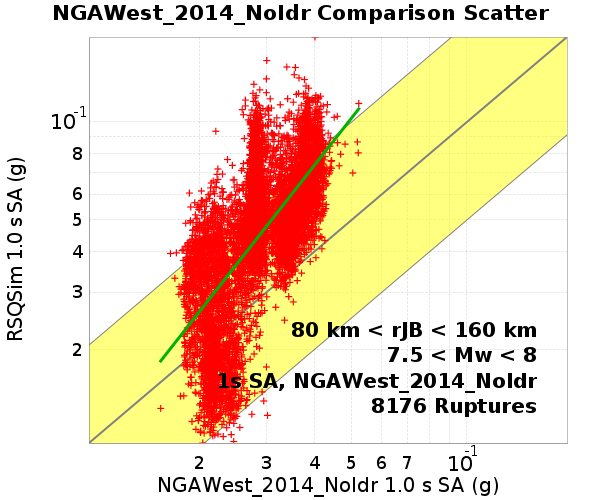 NGAWest_2014_NoIdr Comparison Scatter
RSQSim 1.0 s SA (g)
10-1
8
6
5
4
3
2
80 km < rJB < 160 km
7.5 < Mw < 8
1s SA, NGAWest_2014_NoIdr
8176 Ruptures
2 3 4 5 6 7 10-1
NGAWest_2014_NoIdr 1.0 s SA (g)